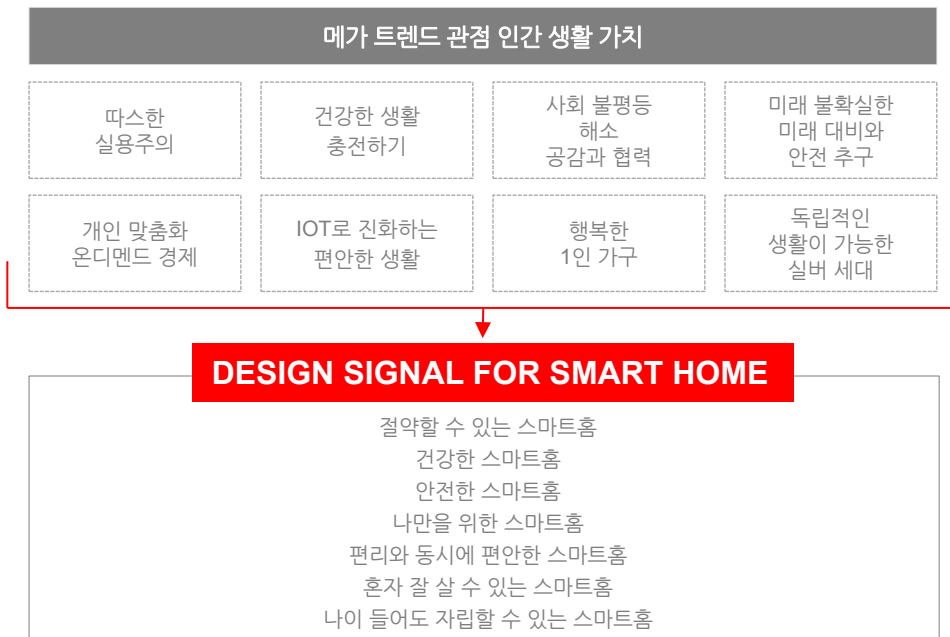 메가 트렌드 관점 인간 생활 가치
따스한
실용주의
건강한 생활
충전하기
사회 불평등
해소
공감과 협력
미래 불확실한
미래 대비와
안전 추구
개인 맞춤화
온디멘드 경제
IOT로 진화하는
편안한 생활
행복한
1인 가구
독립적인
생활이 가능한
실버 세대
DESIGN SIGNAL FOR SMART HOME
절약할 수 있는 스마트홈
건강한 스마트홈
안전한 스마트홈
나만을 위한 스마트홈
편리와 동시에 편안한 스마트홈
혼자 잘 살 수 있는 스마트홈
나이 들어도 자립할 수 있는 스마트홈